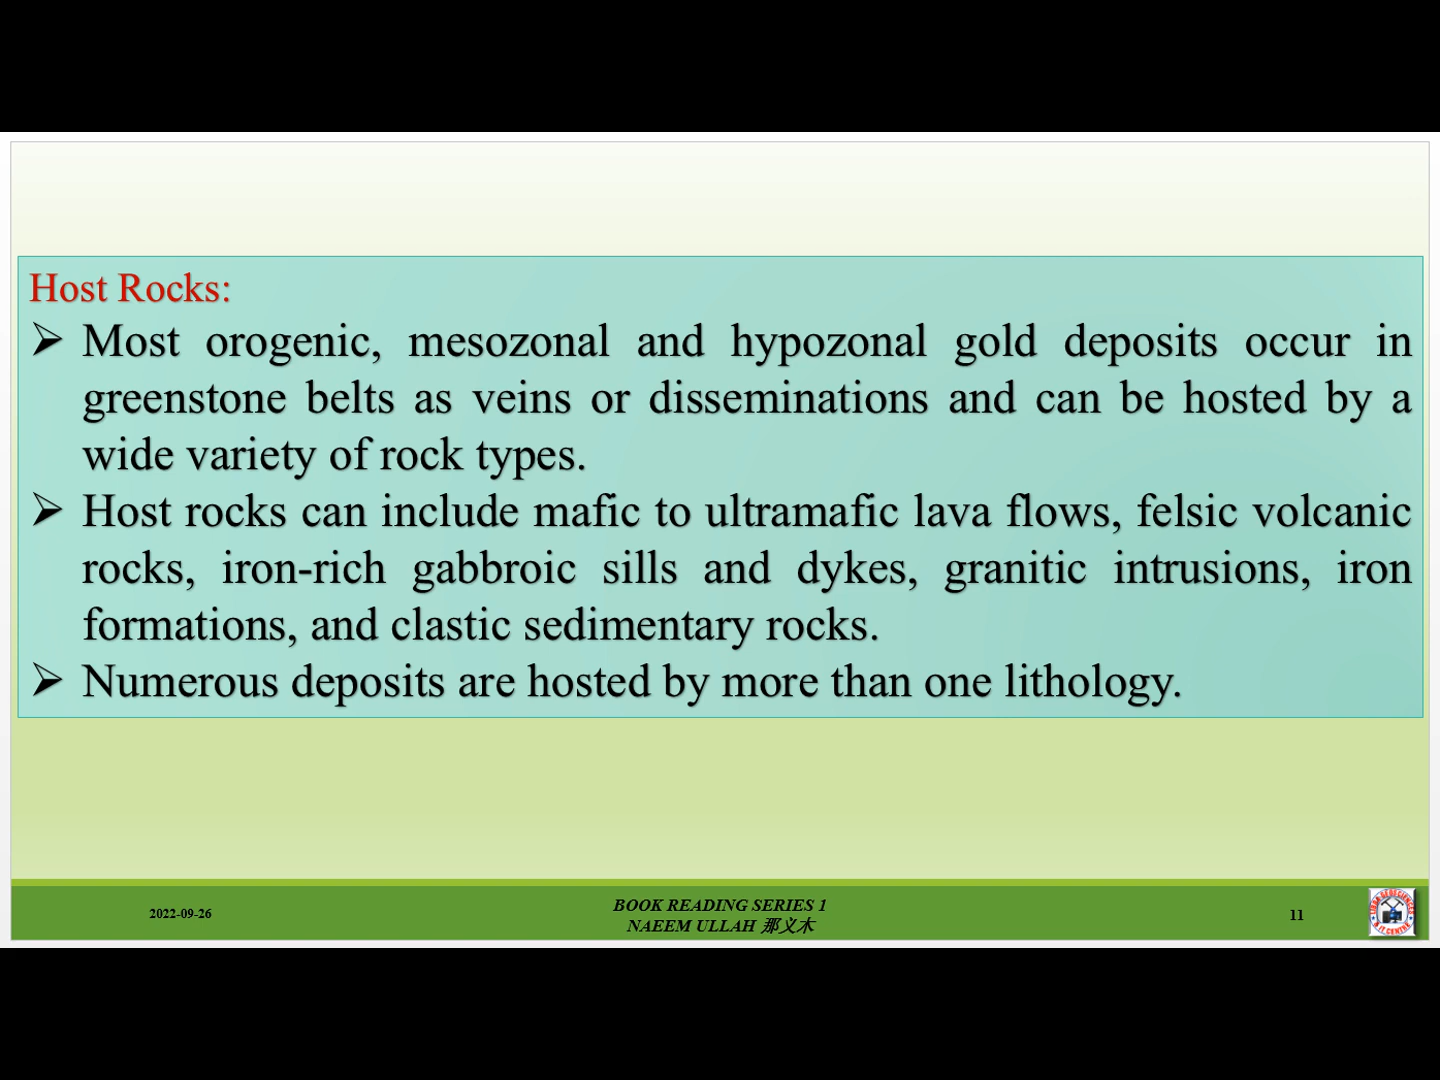 Host Rocks:
➢ Most orogenic, mesozonal and hypozonal gold deposits occur in
greenstone belts as veins or disseminations and can be hosted by a
wide variety of rock types.
➢ Host rocks can include mafic to ultramafic lava flows, felsic volcanic
rocks, iron-rich gabbroic sills and dykes, granitic intrusions, iron
formations, and clastic sedimentary rocks.
➢ Numerous deposits are hosted by more than one lithology.
2022-09-26
BOOK READING SERIES 1
NAEEM ULLAH 那义木
11